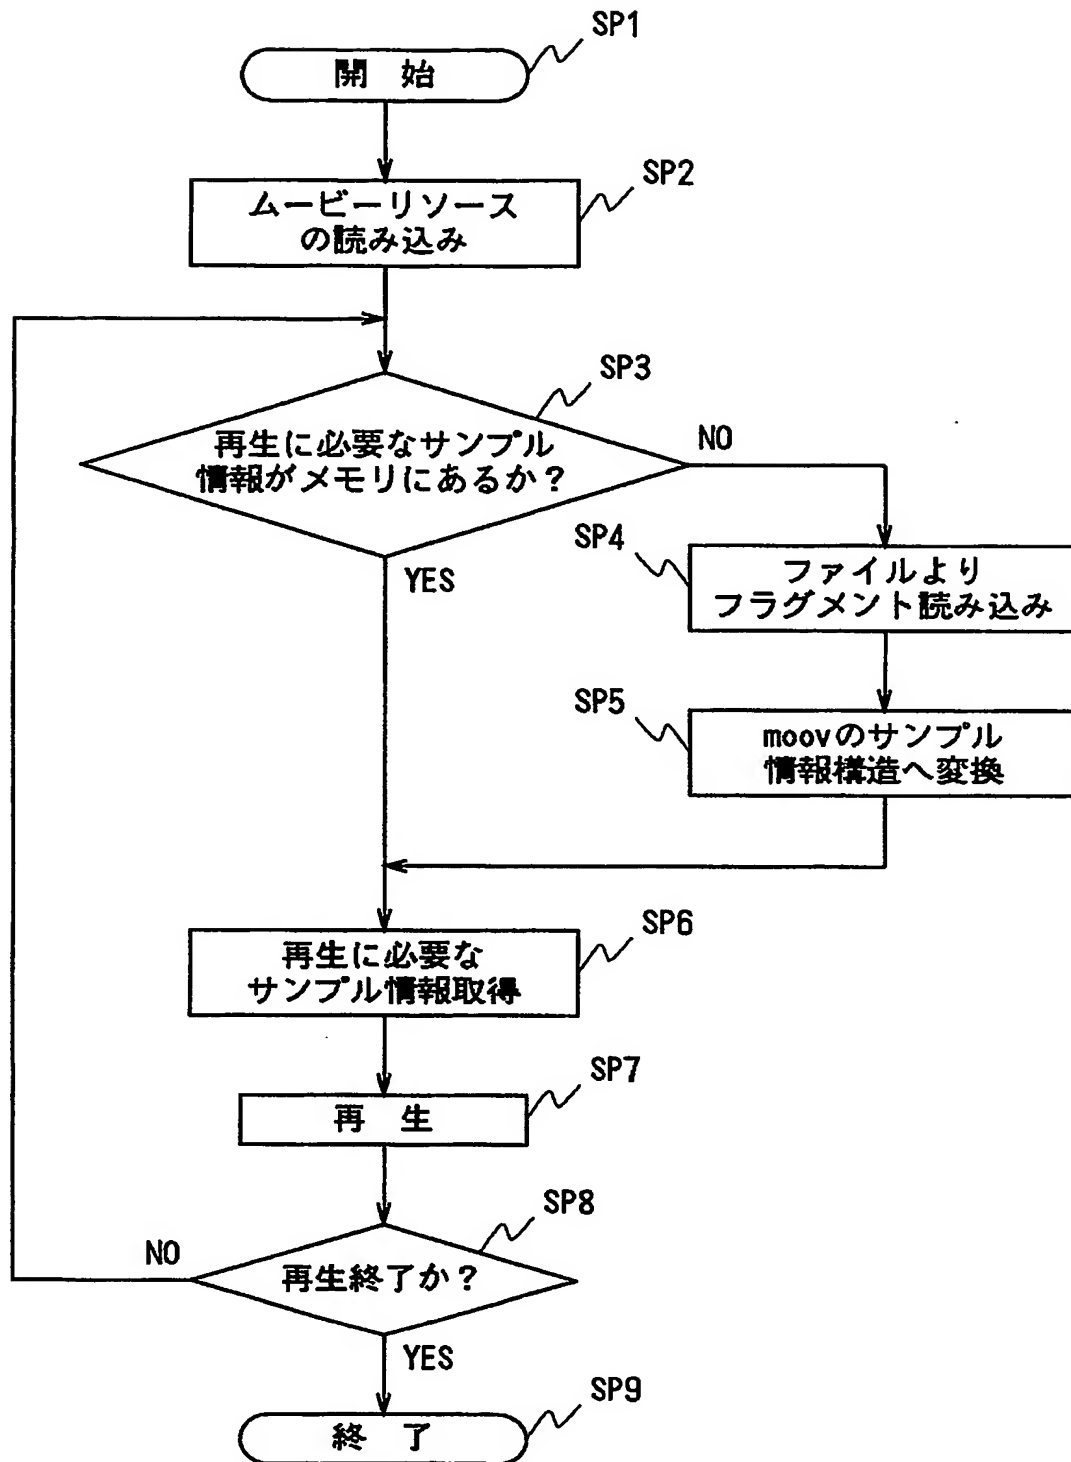 SP1
開 始
SP2
ムービーリソース
の読み込み
SP3
再生に必要なサンプル
情報がメモリにあるか？
NO
YES
SP4
ファイルより
フラグメント読み込み
SP5
moovのサンプル
情報構造へ変換
SP6
再生に必要な
サンプル情報取得
SP7
再 生
SP8
再生終了か？
NO
YES
SP9
終 了